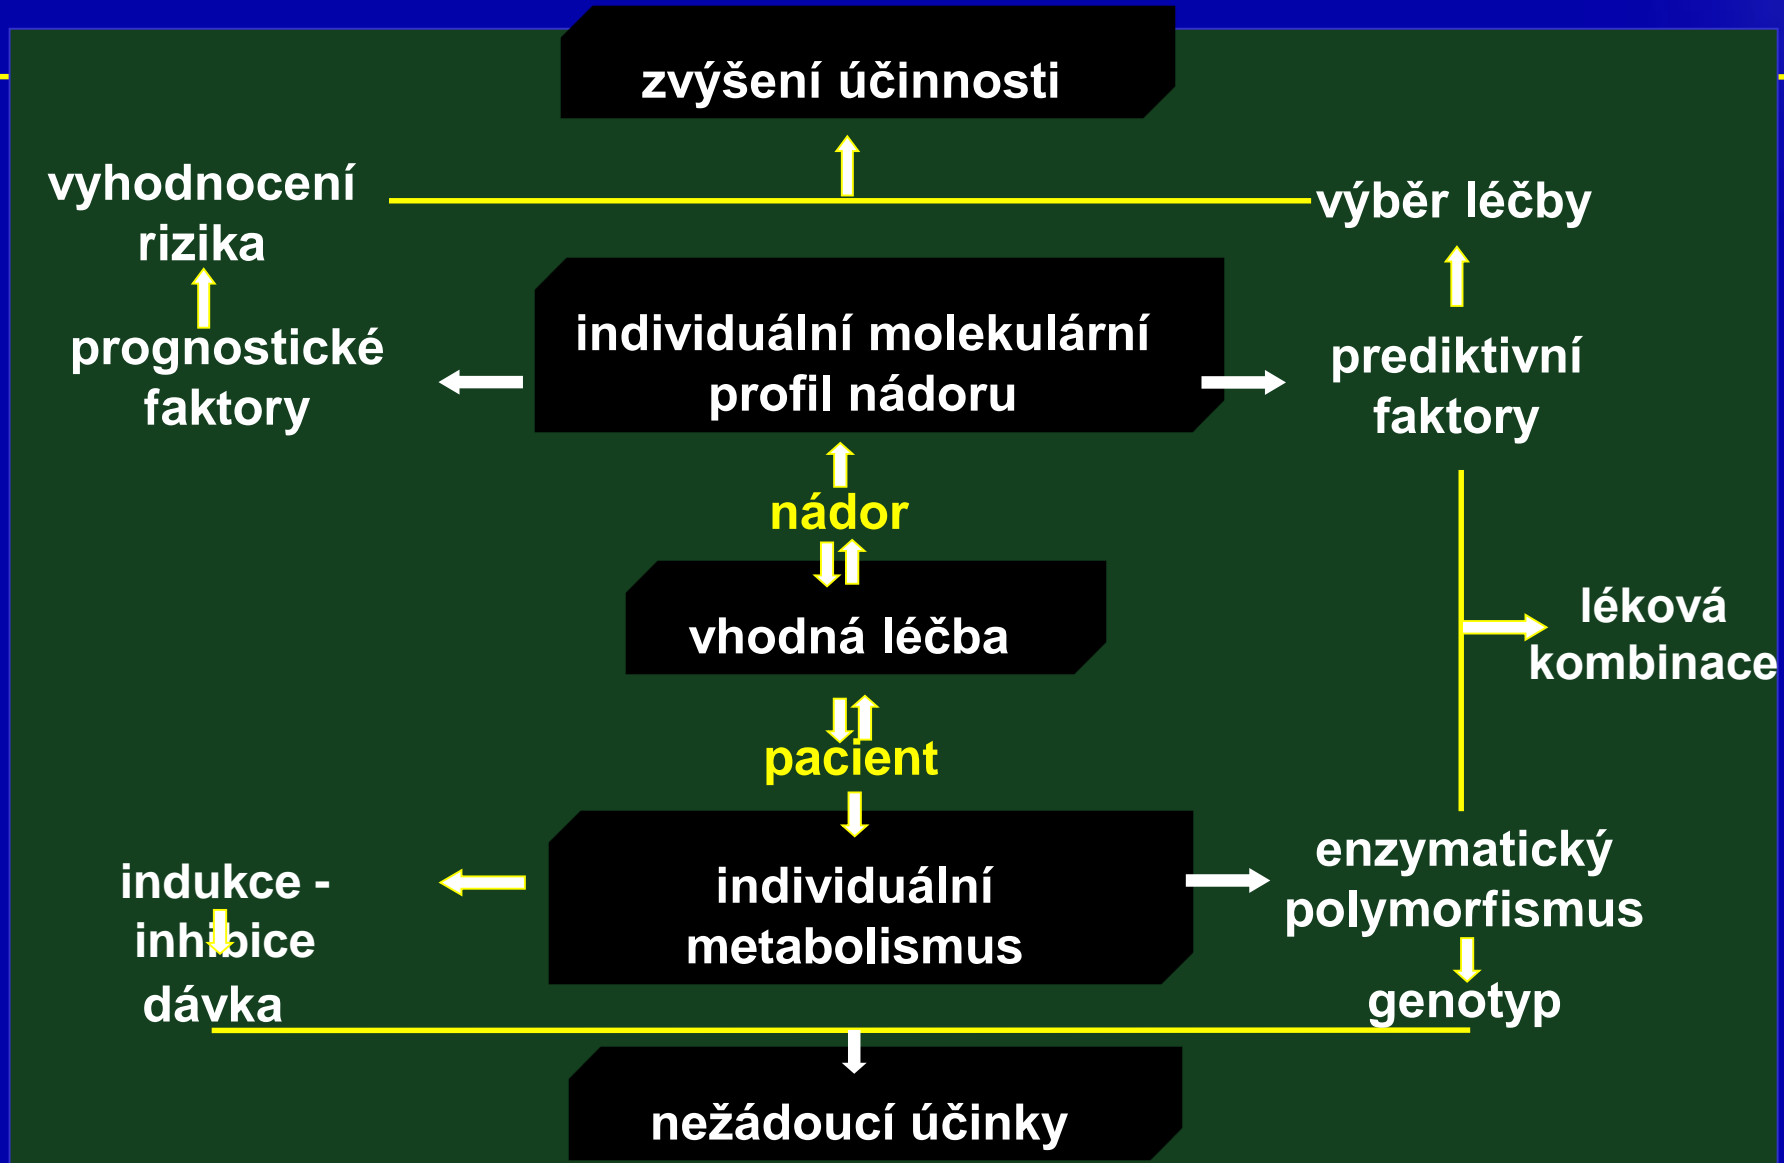 zvýšení účinnosti
vyhodnocení
rizika
výběr léčby
prognostické
faktory
individuální molekulární
profil nádoru
prediktivní
faktory
nádor
vhodná léčba
léková
kombinace
pacient
indukce -
inhibice
dávka
individuální
metabolismus
enzymatický
polymorfismus
genotyp
nežádoucí účinky